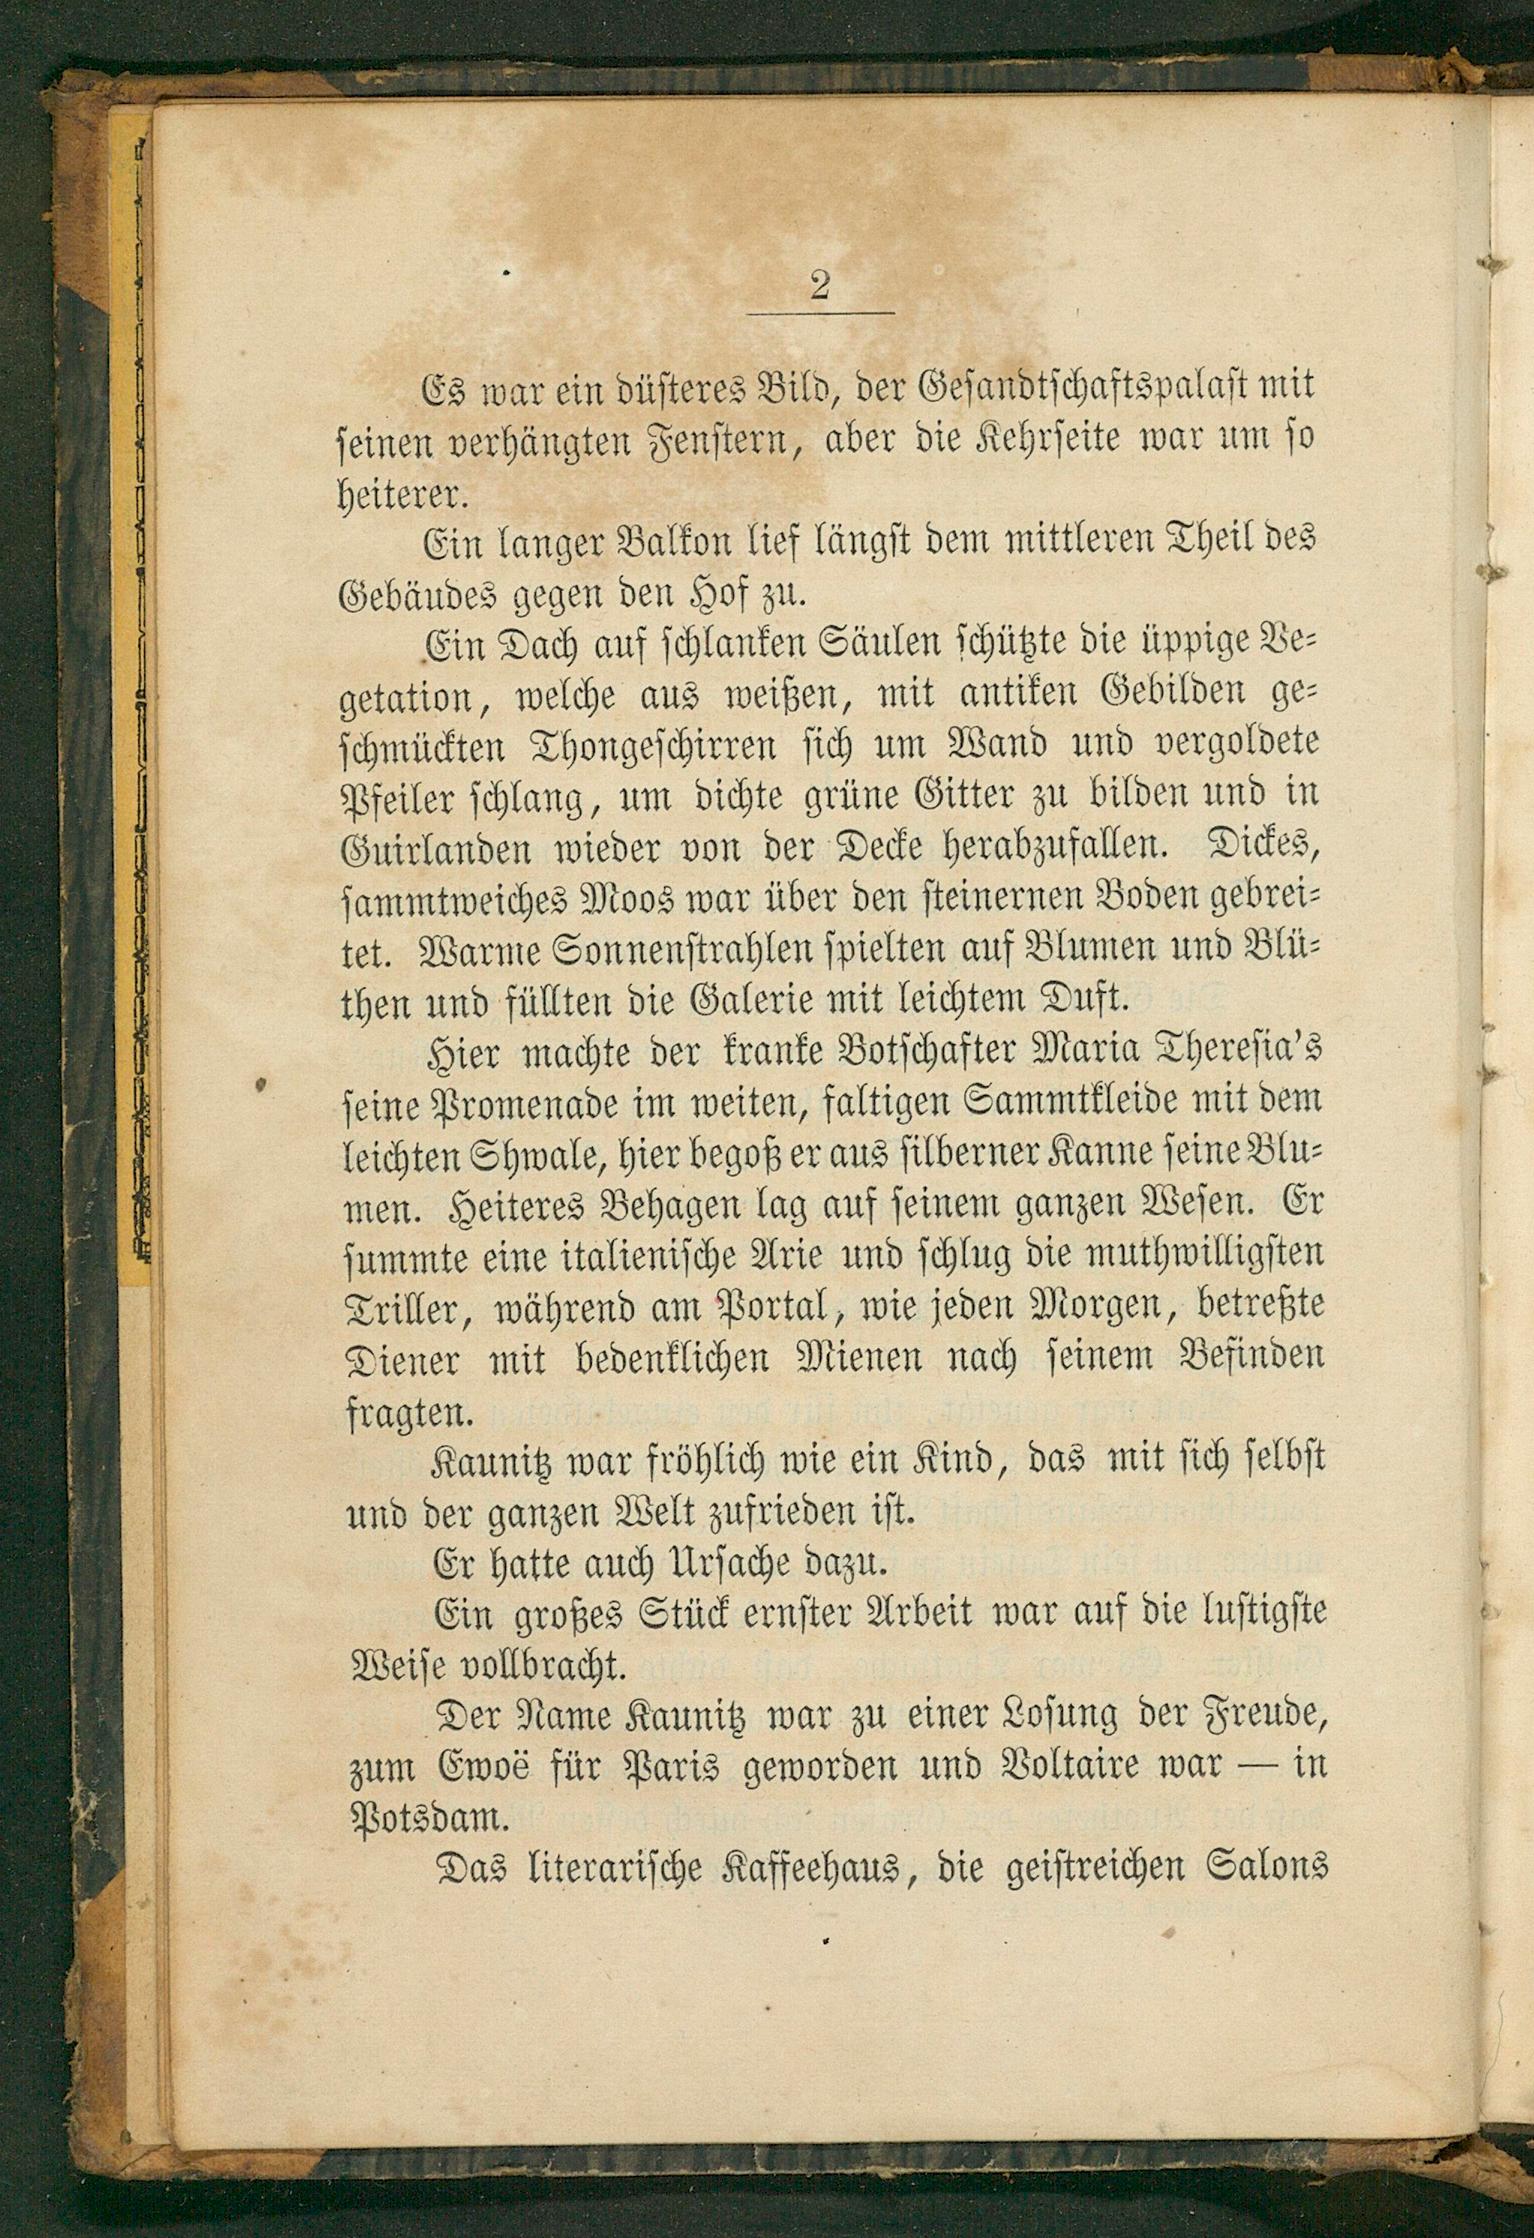 2
Es war ein düsteres Bild, der Gesandtschaftspalast mit
seinen verhängten Fenstern, aber die Kehrseite war um so
heiterer.
Ein langer Balkon lief längst dem mittleren Theil des
Gebäudes gegen den Hof zu.
Ein Dach auf schlanken Säulen schützte die üppige Ve-
getation, welche aus weißen, mit antiken Gebilden ge-
schmückten Thongeschirren sich um Wand und vergoldete
Pfeiler schlang, um dichte grüne Gitter zu bilden und in
Guirlanden wieder von der Decke herabzufallen. Dickes,
sammtweiches Moos war über den steinernen Boden gebrei-
tet. Warme Sonnenstrahlen spielten auf Blumen und Blü-
then und füllten die Galerie mit leichtem Duft.
Hier machte der kranke Botschafter Maria Theresia's
seine Promenade im weiten, faltigen Sammtkleide mit dem
leichten Shwale, hier begoß er aus silberner Kanne seine Blu-
men. Heiteres Behagen lag auf seinem ganzen Wesen. Er
summte eine italienische Arie und schlug die muthwilligsten
Triller, während am Portal, wie jeden Morgen, betreßte
Diener mit bedenklichen Mienen nach seinem Befinden
fragten.
Kaunitz war fröhlich wie ein Kind, das mit sich selbst
und der ganzen Welt zufrieden ist.
Er hatte auch Ursache dazu.
Ein großes Stück ernster Arbeit war auf die lustigste
Weise vollbracht.
Der Name Kaunitz war zu einer Losung der Freude,
zum Ewoë für Paris geworden und Voltaire war — in
Potsdam.
Das literarische Kaffeehaus, die geistreichen Salons